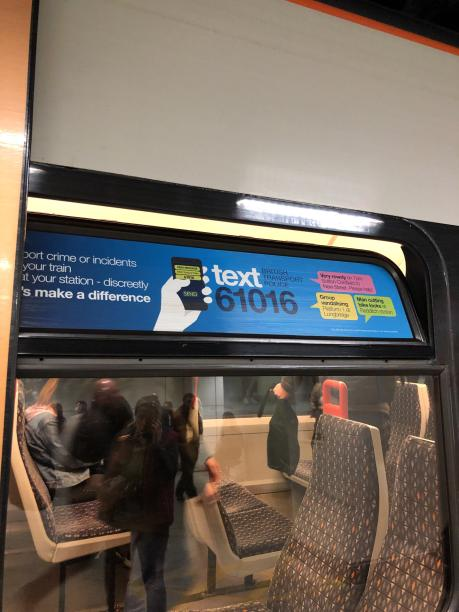 port crime or incidents
your train
at your station - discreetly
's make a difference
SEND
text
BRITISH
TRANSPORT
POLICE
61016
Very rowdy on
New Street. Please help!
Group
vandalising
Platform 1 at
Longbridge
Man cutting
bike locks at
Redditch station